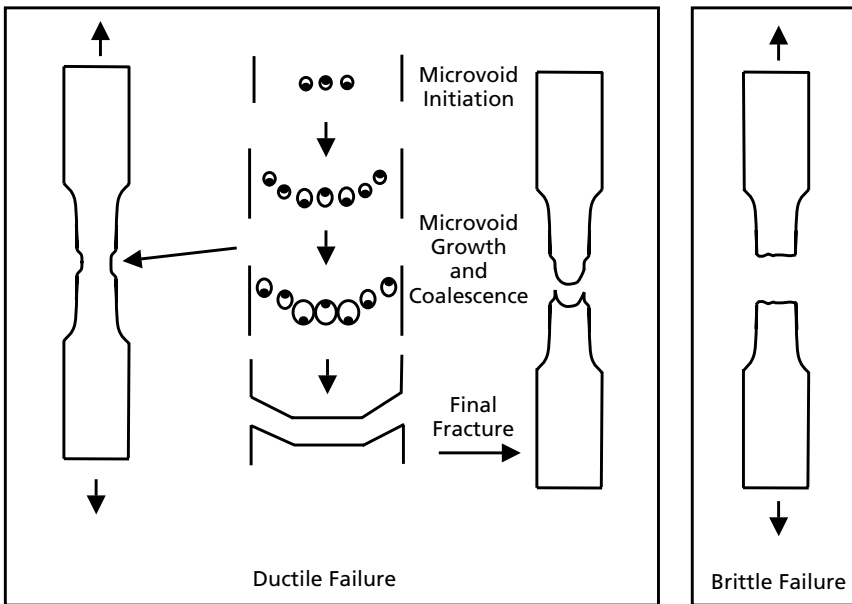 Microvoid
Initiation
Microvoid
Growth
and
Coalescence
Final
Fracture
Ductile Failure
Brittle Failure